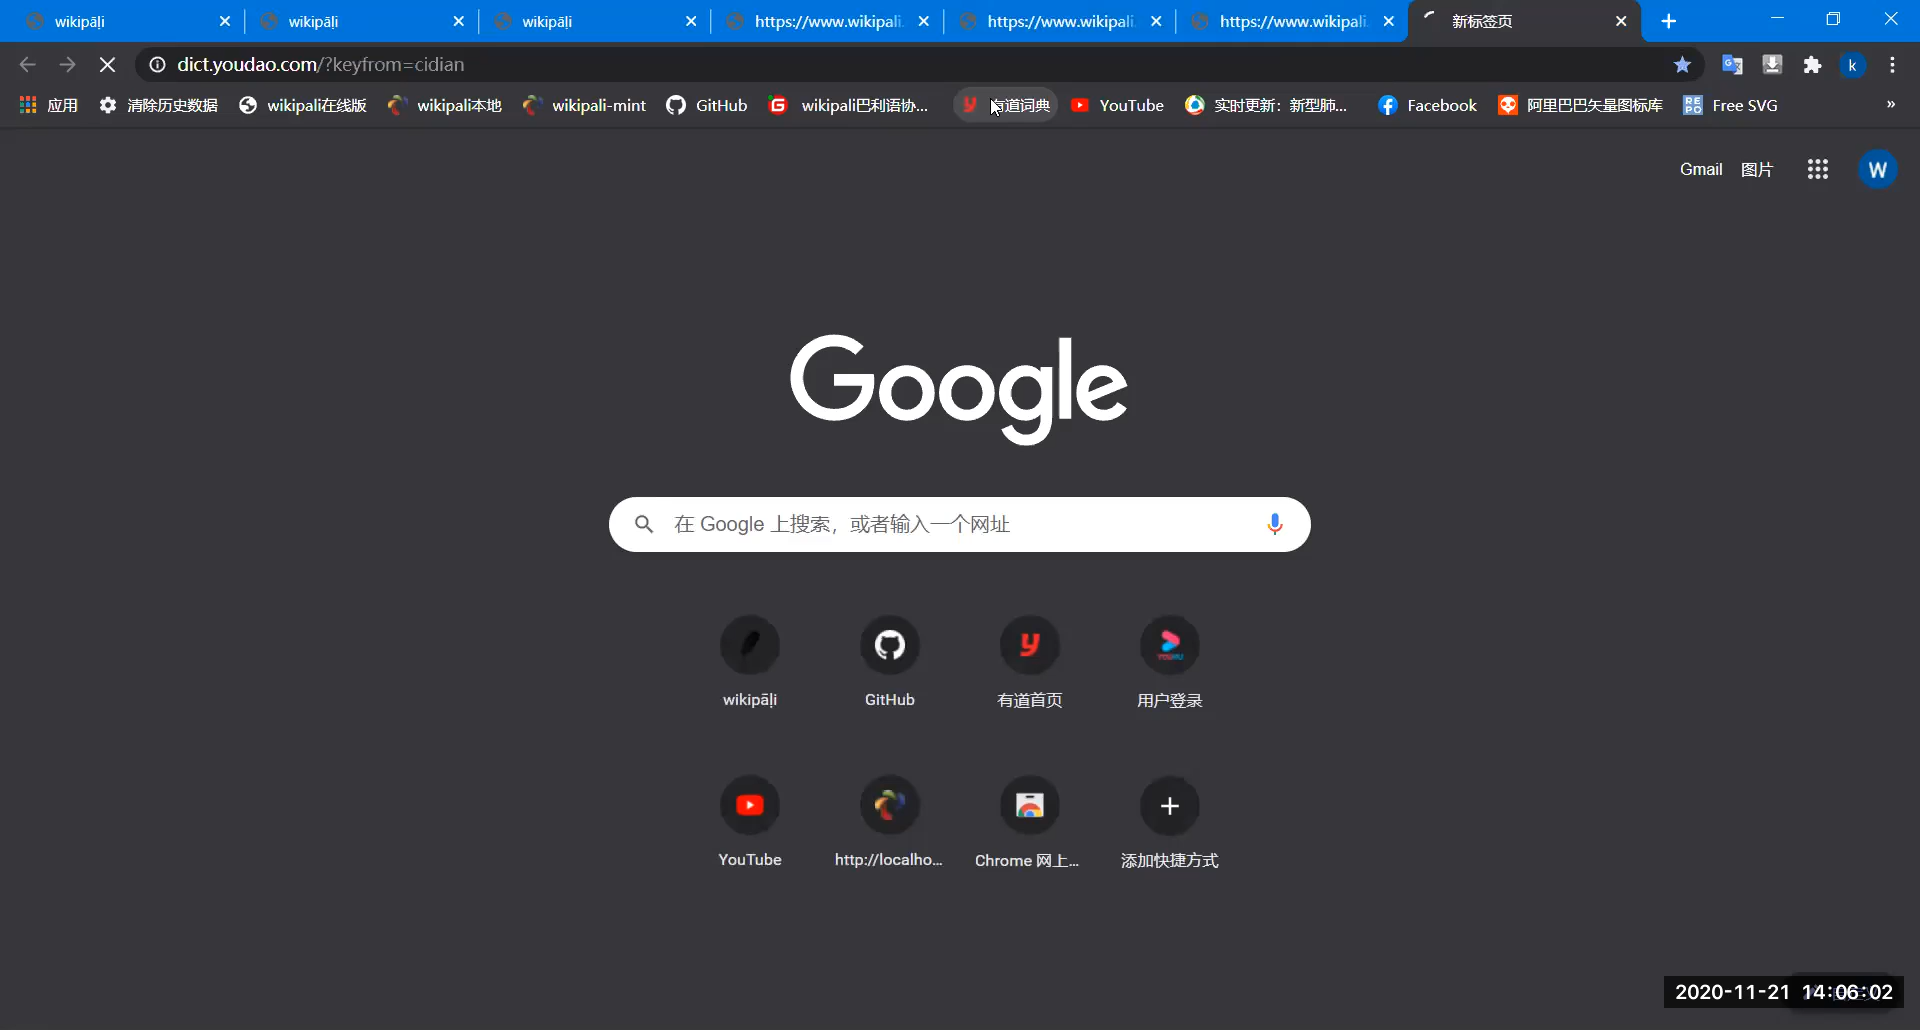 wikipāḷi
wikipāḷi
wikipāḷi
https://www.wikipali.
https://www.wikipali.
https://www.wikipali.
新标签页
dict.youdao.com/?keyfrom=cidian
k
应用
清除历史数据
wikipali在线版
wikipali本地
wikipali-mint
GitHub
wikipali巴利语协...
有道词典
YouTube
实时更新：新型肺...
Facebook
阿里巴巴矢量图标库
Free SVG
»
Gmail
图片
W
Google
在 Google 上搜索，或者输入一个网址
wikipāḷi
GitHub
有道首页
用户登录
YouTube
http://localho...
Chrome 网上...
添加快捷方式
2020-11-21 14:06:02